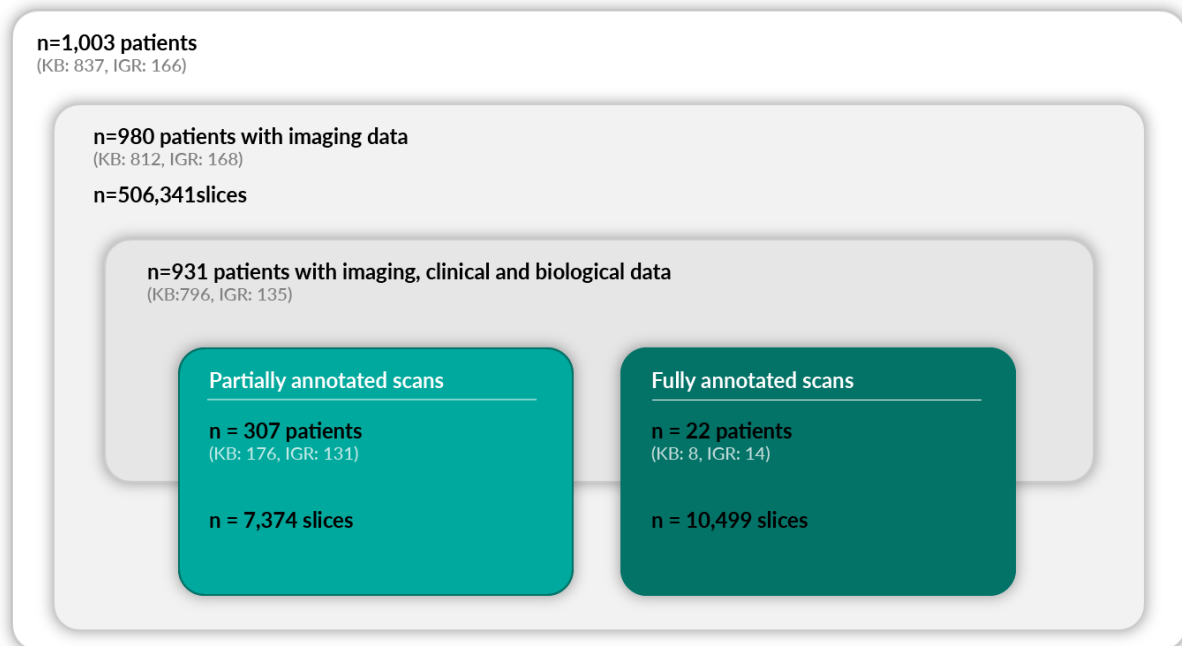 n=1,003 patients
(KB: 837, IGR: 166)
n=980 patients with imaging data
(KB: 812, IGR: 168)
n=506,341slices
n=931 patients with imaging, clinical and biological data
(KB:796, IGR: 135)
Partially annotated scans
n = 307 patients
(KB: 176, IGR: 131)
n = 7,374 slices
Fully annotated scans
n = 22 patients
(KB: 8, IGR: 14)
n = 10,499 slices